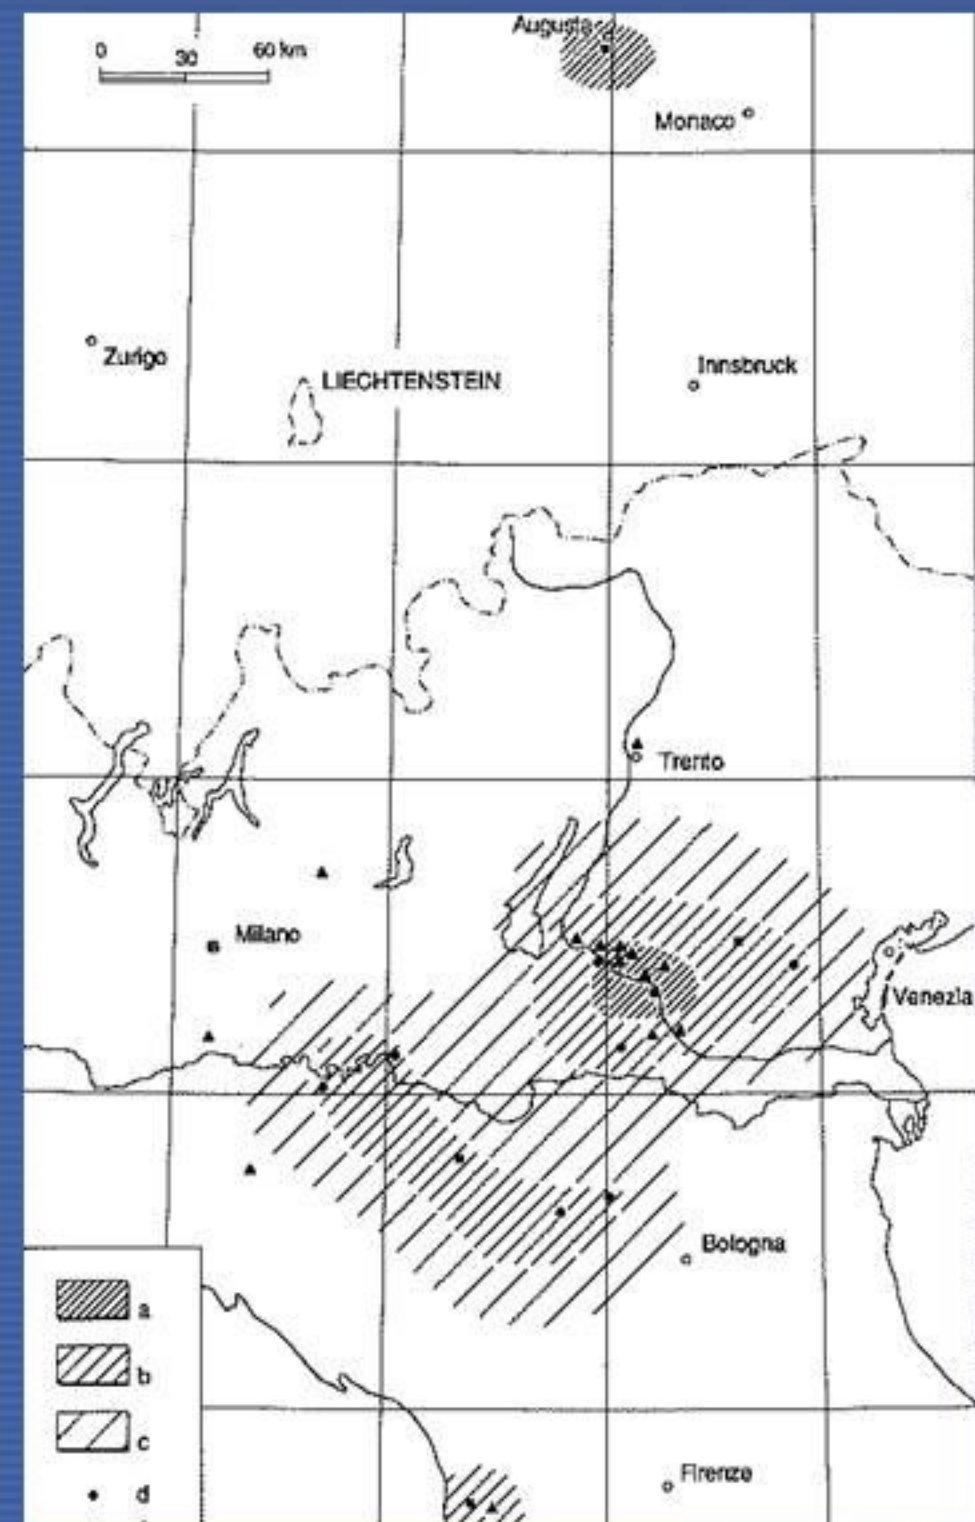 0 30 60 km
Augusta
Monaco
Zurigo
LIECHTENSTEIN
Innsbruck
Trento
Milano
Venezia
Bologna
a
b
c
d
Firenze